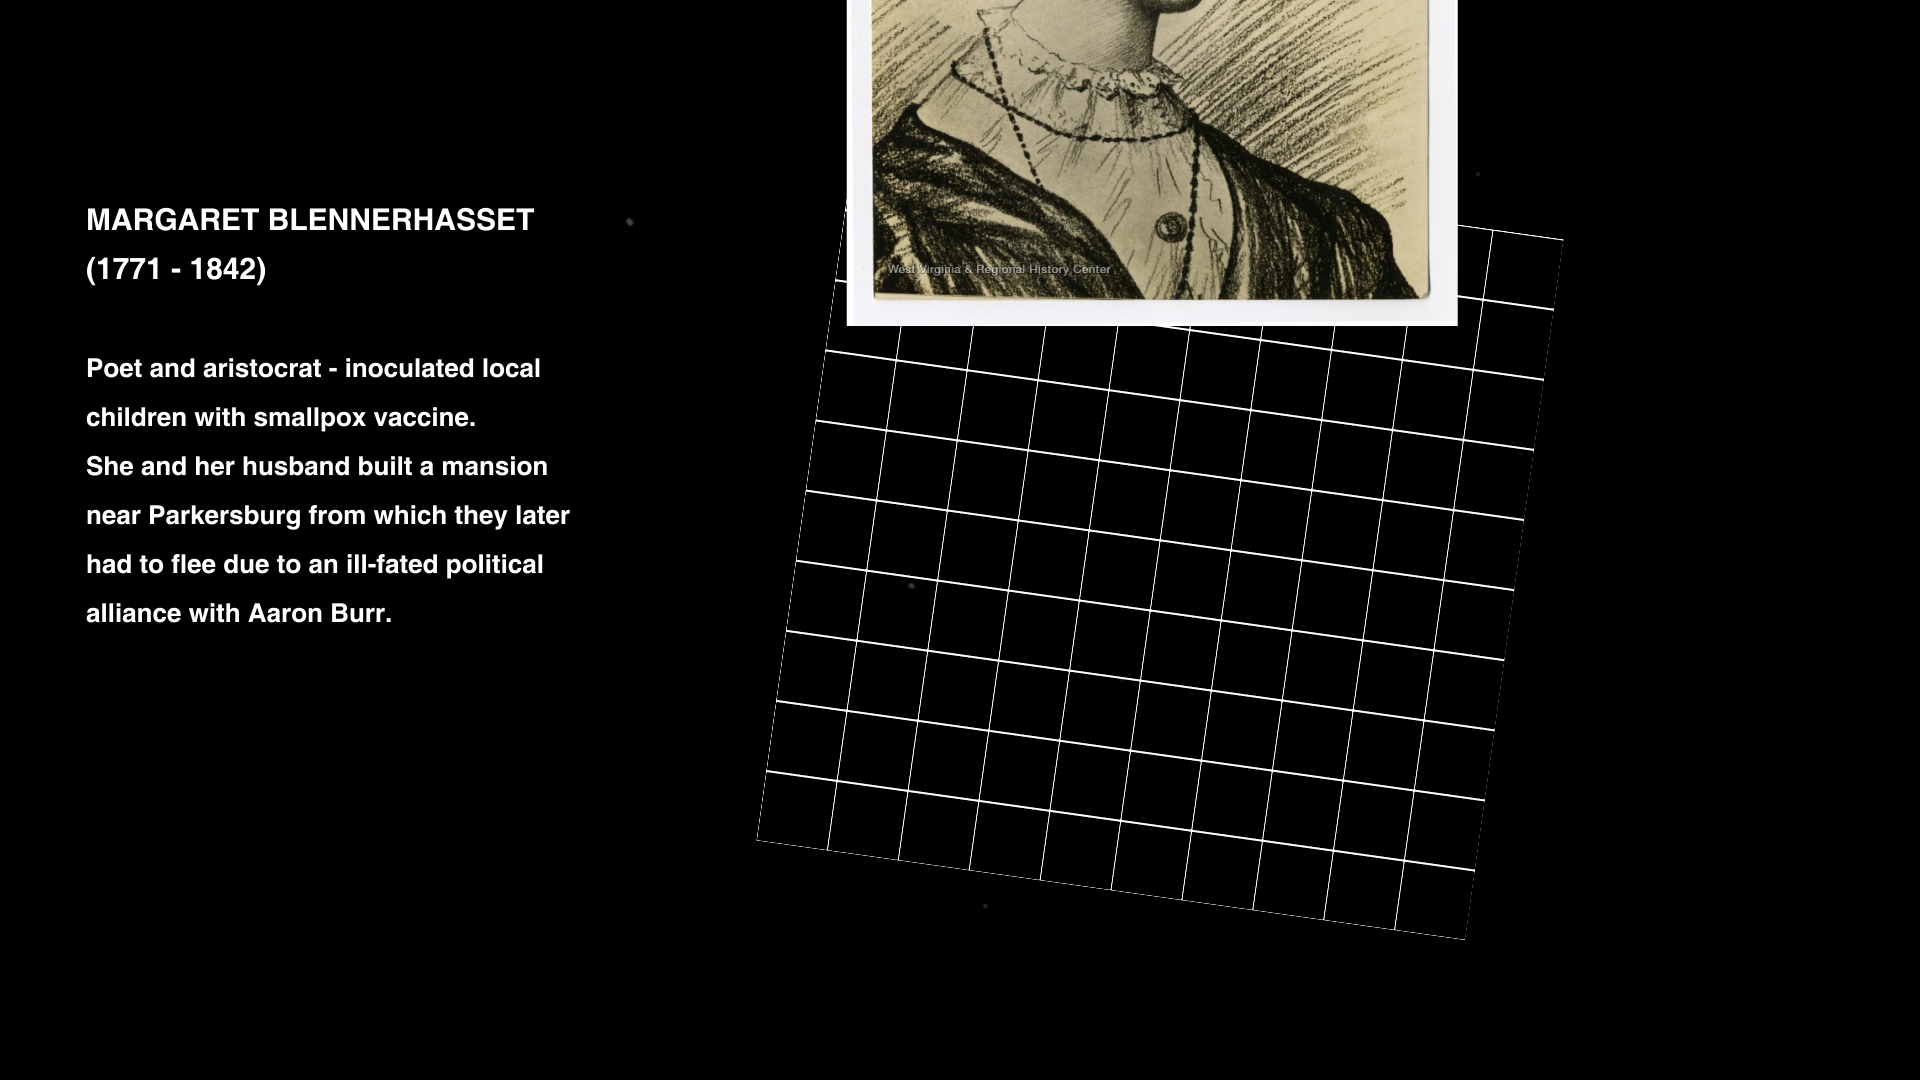 MARGARET BLENNERHASSET
(1771 - 1842)
Poet and aristocrat - inoculated local
children with smallpox vaccine.
She and her husband built a mansion
near Parkersburg from which they later
had to flee due to an ill-fated political
alliance with Aaron Burr.
West Virginia & Regional History Center